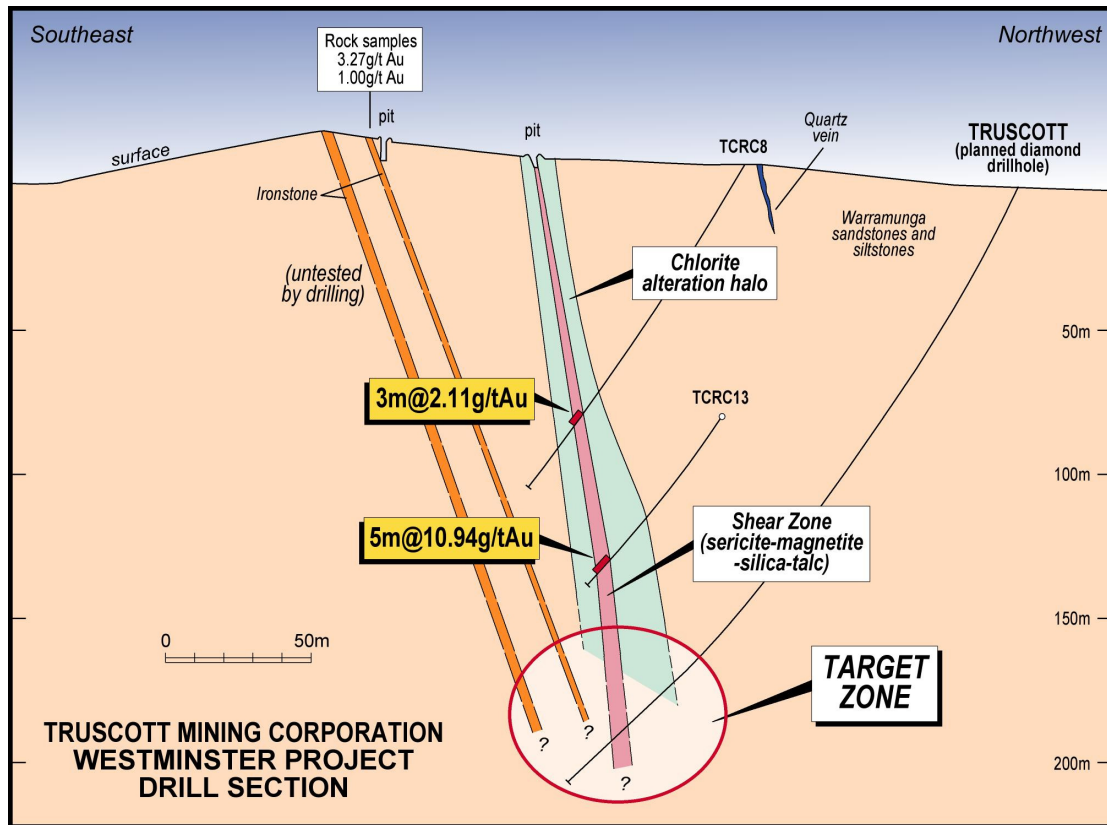 Southeast
Northwest
Rock samples
3.27g/t Au
1.00g/t Au
pit
pit
surface
Ironstone
TCRC8
Quartz
vein
TRUSCOTT
(planned diamond
drillhole)
Warramunga
sandstones and
siltstones
(untested
by drilling)
Chlorite
alteration halo
50m
3m@2.11g/tAu
TCRC13
100m
5m@10.94g/tAu
Shear Zone
(sericite-magnetite
-silica-talc)
150m
0
50m
TARGET
ZONE
TRUSCOTT MINING CORPORATION
WESTMINSTER PROJECT
DRILL SECTION
?
?
?
200m